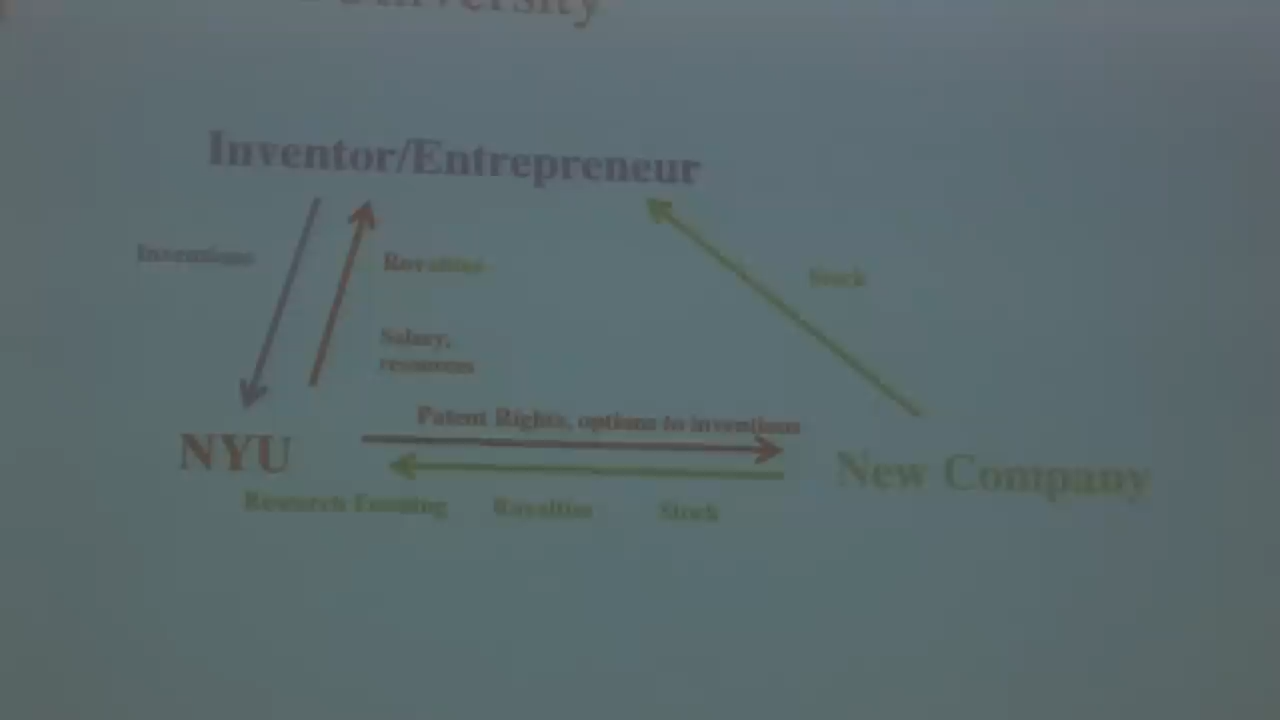 Inventor/Entrepreneur
Inventions
Royalties
Stock
Salary,
resources
Patent Rights, options to inventions
NYU
New Company
Research Funding
Royalties
Stock